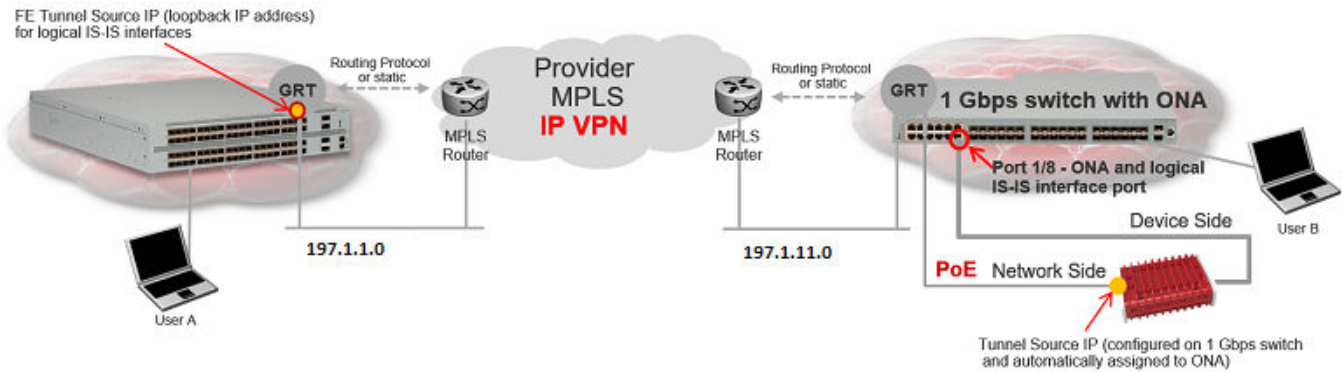 FE Tunnel Source IP (loopback IP address)
for logical IS-IS interfaces
GRT
Routing Protocol
or static
MPLS
Router
Provider
MPLS
IP VPN
MPLS
Router
Routing Protocol
or static
GRT
1 Gbps switch with ONA
Port 1/8 - ONA and logical
IS-IS interface port
User A
197.1.1.0
197.1.11.0
Device Side
User B
PoE
Network Side
Tunnel Source IP (configured on 1 Gbps switch
and automatically assigned to ONA)